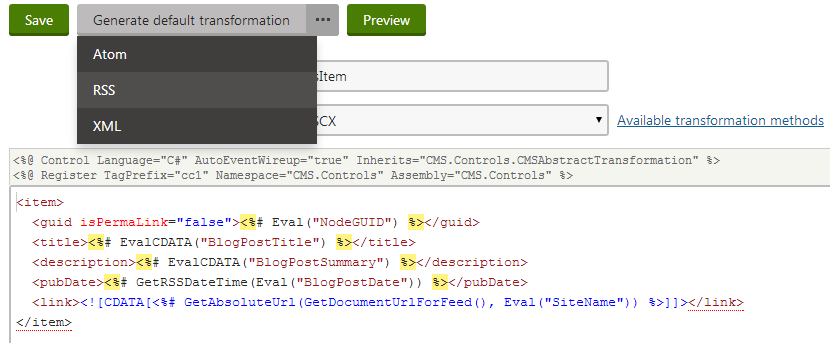 Save Generate default transformation ... Preview
Atom
RSS
sItem
XML
SCX Available transformation methods
<%@ Control Language="C#" AutoEventWireup="true" Inherits="CMS.Controls.CMSAbstractTransformation" %>
<%@ Register TagPrefix="cc1" Namespace="CMS.Controls" Assembly="CMS.Controls" %>
<item>
<guid isPermaLink="false"><%# Eval("NodeGUID") %></guid>
<title><%# EvalCDATA("BlogPostTitle") %></title>
<description><%# EvalCDATA("BlogPostSummary") %></description>
<pubDate><%# GetRSSDateTime(Eval("BlogPostDate")) %></pubDate>
<link><![CDATA[<%# GetAbsoluteUrl(GetDocumentUrlForFeed(), Eval("SiteName")) %>]]></link>
</item>